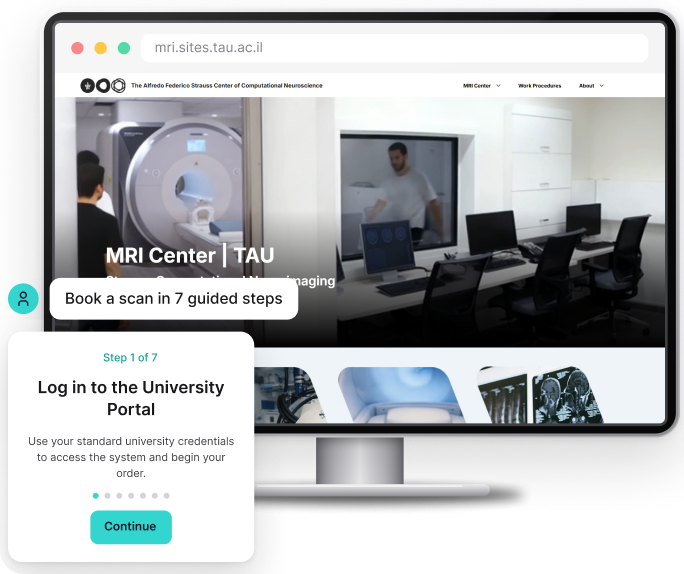 mri.sites.tau.ac.il
The Alfredo Federico Strauss Center of Computational Neuroscience
MRI Center
Work Procedures
About
MRI Center | TAU
Book a scan in 7 guided steps
Step 1 of 7
Log in to the University
Portal
Use your standard university credentials
to access the system and begin your
order.
Continue